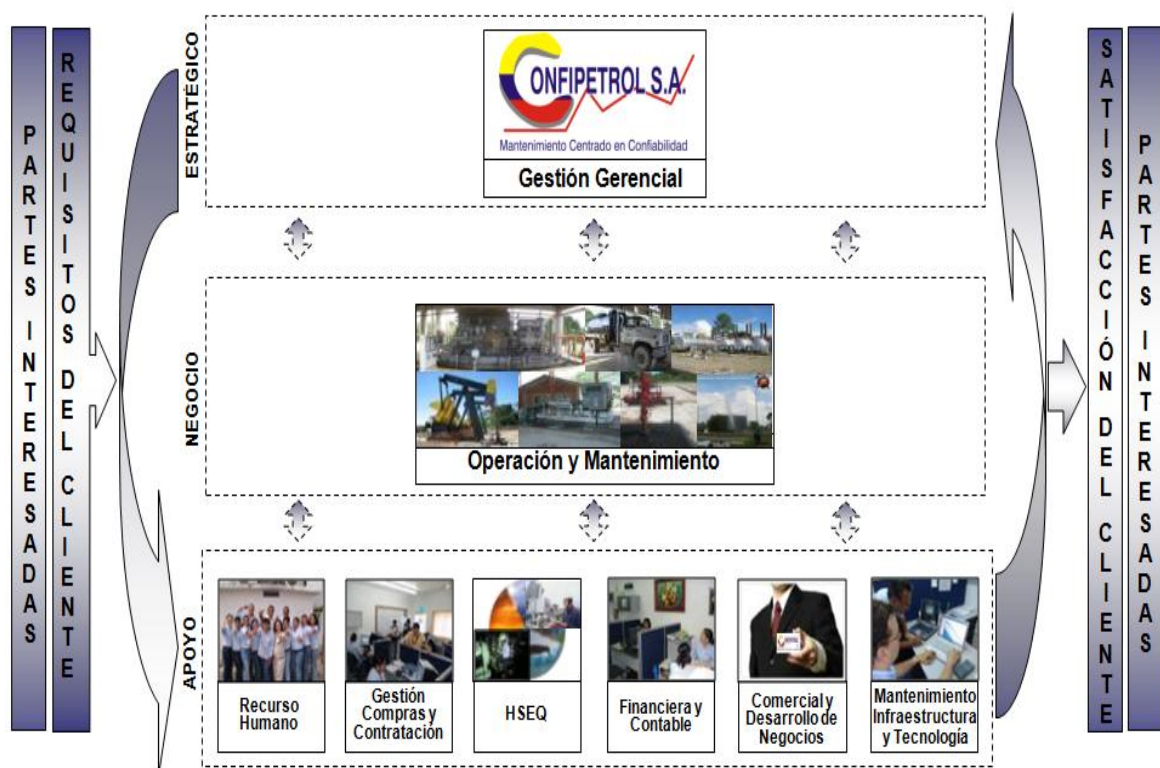 PARTES INTERESADAS
REQUISITOS DEL CLIENTE
ESTRATÉGICO
CONFIPETROL S.A.
Mantenimiento Centrado en Confiabilidad
Gestión Gerencial
NEGOCIO
Operación y Mantenimiento
APOYO
Recurso
Humano
Gestión
Compras y
Contratación
HSEQ
Financiera y
Contable
Comercial y
Desarrollo de
Negocios
Mantenimiento
Infraestructura
y Tecnología
SATISFACCIÓN DEL CLIENTE
PARTES INTERESADAS